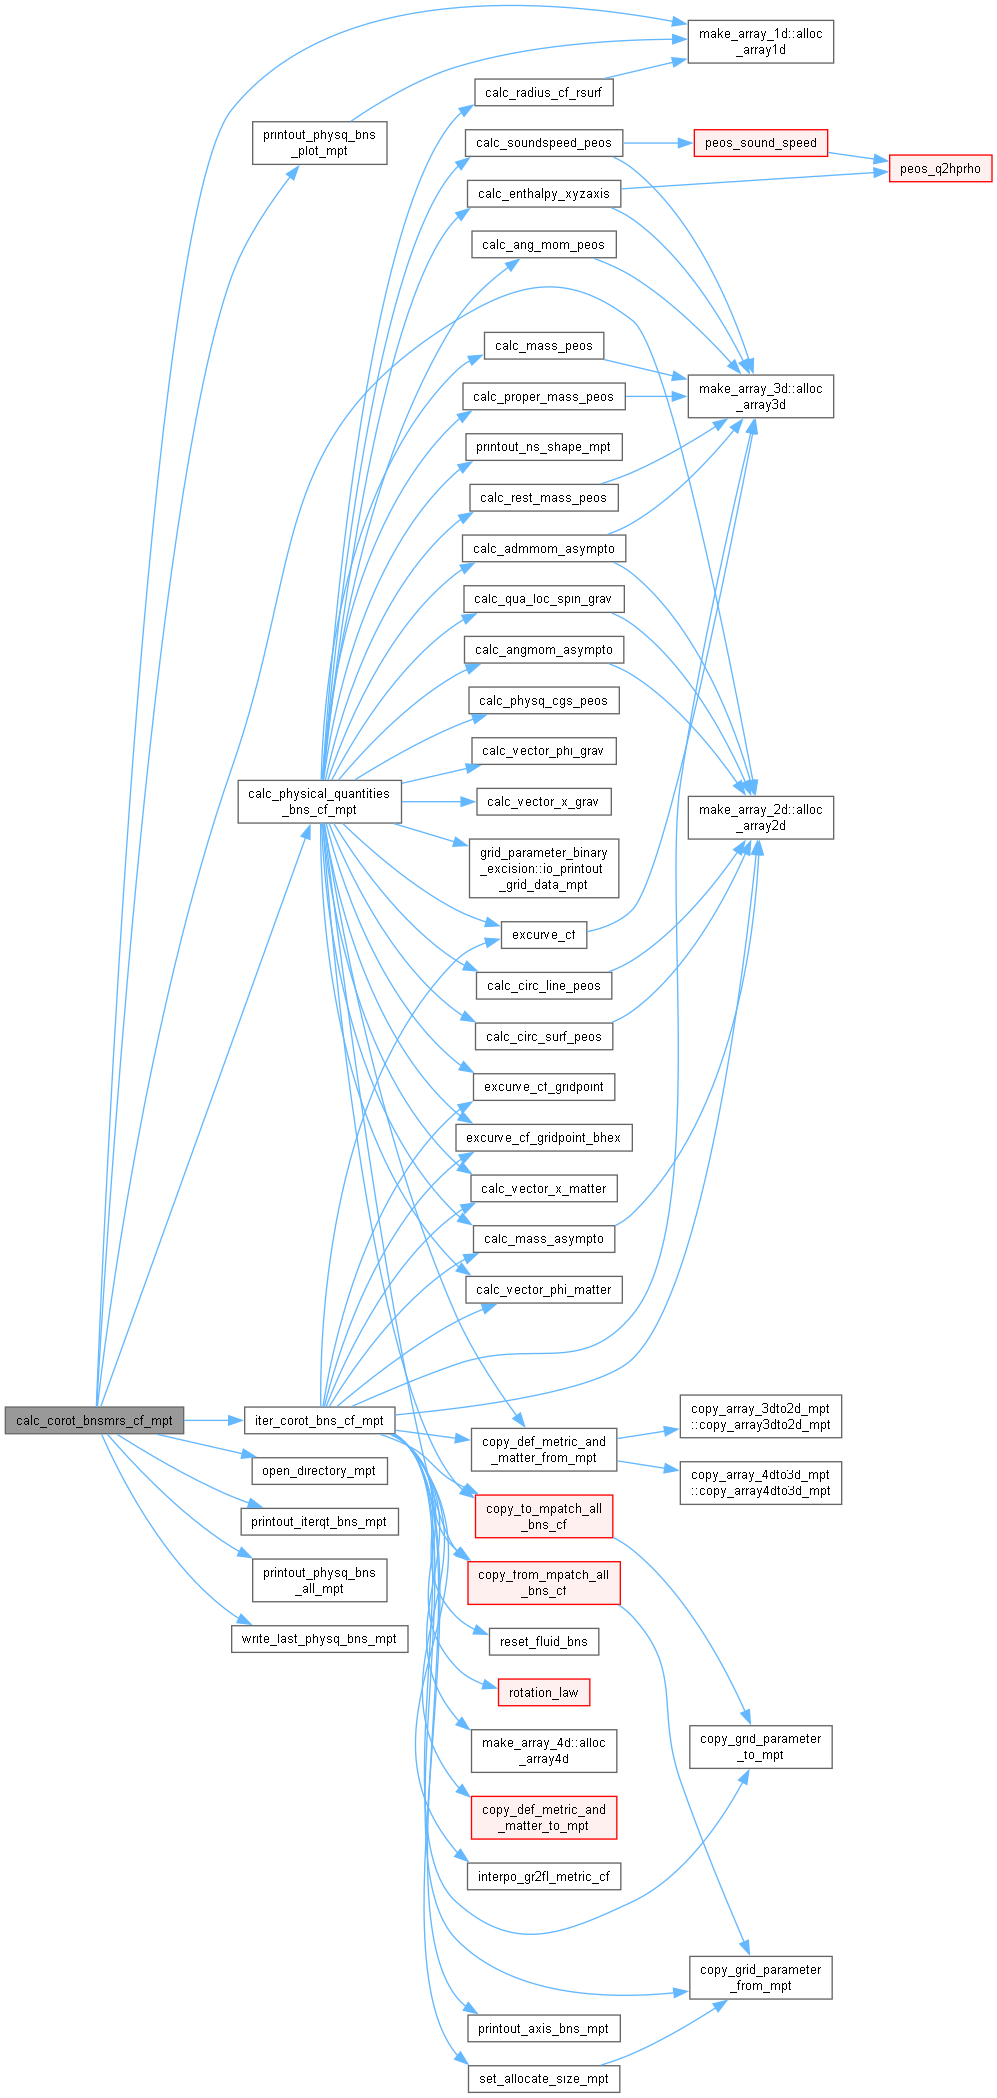 make_array_1d::alloc
_array1d
calc_radius_cf_rsurf
printout_physq_bns
_plot_mpt
calc_soundspeed_peos
peos_sound_speed
peos_q2hprho
calc_enthalpy_xyzaxis
calc_ang_mom_peos
calc_mass_peos
make_array_3d::alloc
_array3d
calc_proper_mass_peos
printout_ns_shape_mpt
calc_rest_mass_peos
calc_admmom_asympto
calc_qua_loc_spin_grav
calc_angmom_asympto
calc_physq_cgs_peos
calc_vector_phi_grav
calc_physical_quantities
_bns_cf_mpt
calc_vector_x_grav
make_array_2d::alloc
_array2d
grid_parameter_binary
_excision::io_printout
_grid_data_mpt
excurve_cf
calc_circ_line_peos
calc_circ_surf_peos
excurve_cf_gridpoint
excurve_cf_gridpoint_bhex
calc_vector_x_matter
calc_mass_asympto
calc_vector_phi_matter
calc_corot_bnsmrs_cf_mpt
iter_corot_bns_cf_mpt
copy_array_3dto2d_mpt
::copy_array3dto2d_mpt
copy_def_metric_and
_matter_from_mpt
open_directory_mpt
copy_array_4dto3d_mpt
::copy_array4dto3d_mpt
copy_to_mpatch_all
_bns_cf
printout_iterqt_bns_mpt
printout_physq_bns
_all_mpt
copy_from_mpatch_all
_bns_cf
write_last_physq_bns_mpt
reset_fluid_bns
rotation_law
make_array_4d::alloc
_array4d
copy_grid_parameter
_to_mpt
copy_def_metric_and
_matter_to_mpt
interpo_gr2fl_metric_cf
copy_grid_parameter
_from_mpt
printout_axis_bns_mpt
set_allocate_size_mpt